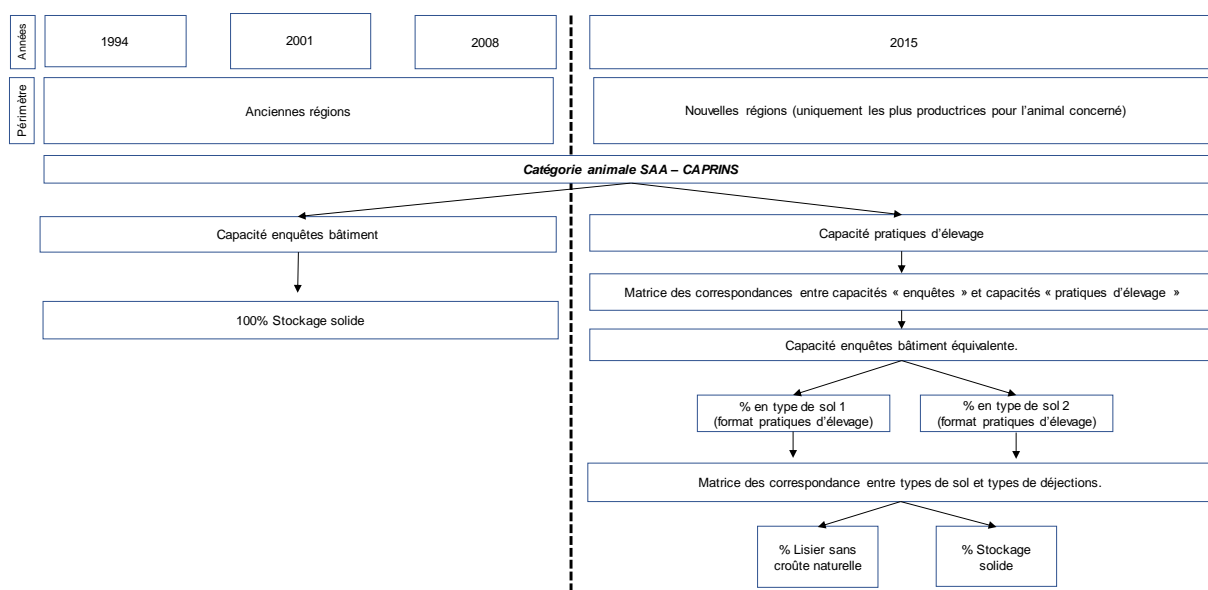 Années
1994
2001
2008
2015
Périmètre
Anciennes régions
Nouvelles régions (uniquement les plus productrices pour l'animal concerné)
Catégorie animale SAA – CAPRINS
Capacité enquêtes bâtiment
Capacité pratiques d'élevage
Matrice des correspondances entre capacités « enquêtes » et capacités « pratiques d'élevage »
100% Stockage solide
Capacité enquêtes bâtiment équivalente.
% en type de sol 1
(format pratiques d'élevage)
% en type de sol 2
(format pratiques d'élevage)
Matrice des correspondance entre types de sol et types de déjections.
% Lisier sans
croûte naturelle
% Stockage
solide